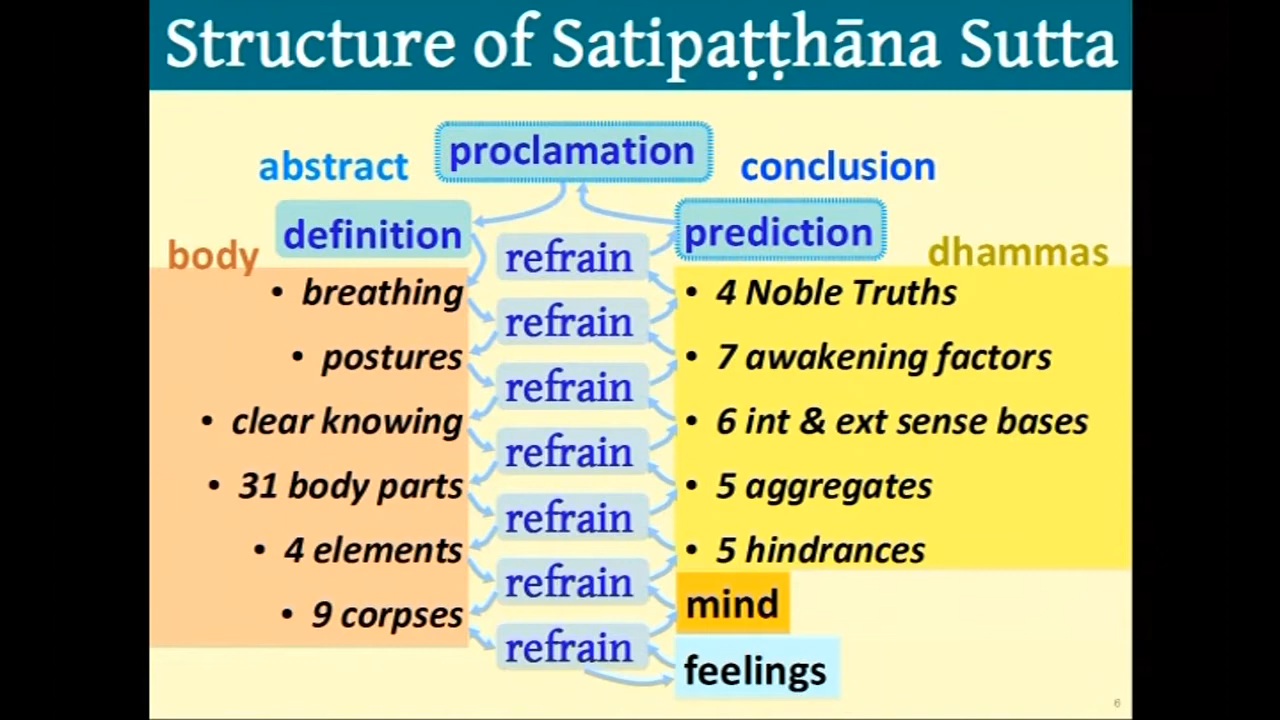 Structure of Satipaṭṭhāna Sutta
proclamation
abstract
conclusion
definition
prediction
body
dhammas
refrain
• breathing
• 4 Noble Truths
refrain
• postures
• 7 awakening factors
refrain
• clear knowing
• 6 int & ext sense bases
refrain
• 31 body parts
• 5 aggregates
refrain
• 4 elements
• 5 hindrances
refrain
• 9 corpses
mind
refrain
feelings
6